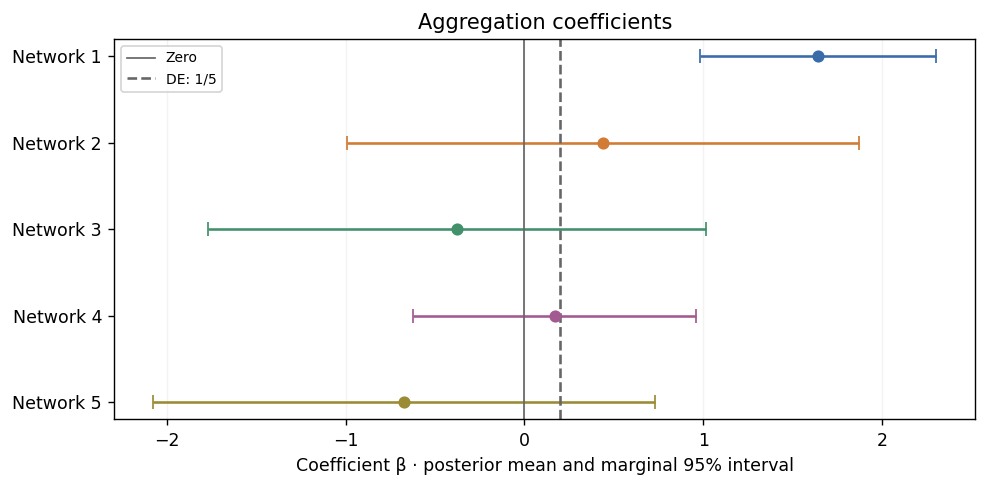 Aggregation coefficients
Zero
DE: 1/5
Network 1
Network 2
Network 3
Network 4
Network 5
−2 −1 0 1 2
Coefficient β · posterior mean and marginal 95% interval